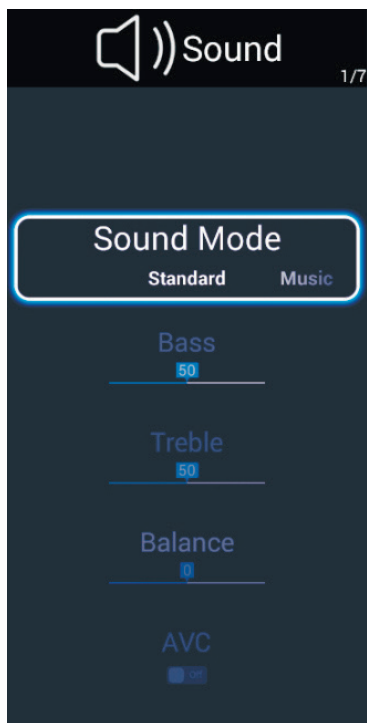 Sound
1/7
Sound Mode
Standard Music
Bass
50
Treble
50
Balance
0
AVC
Off